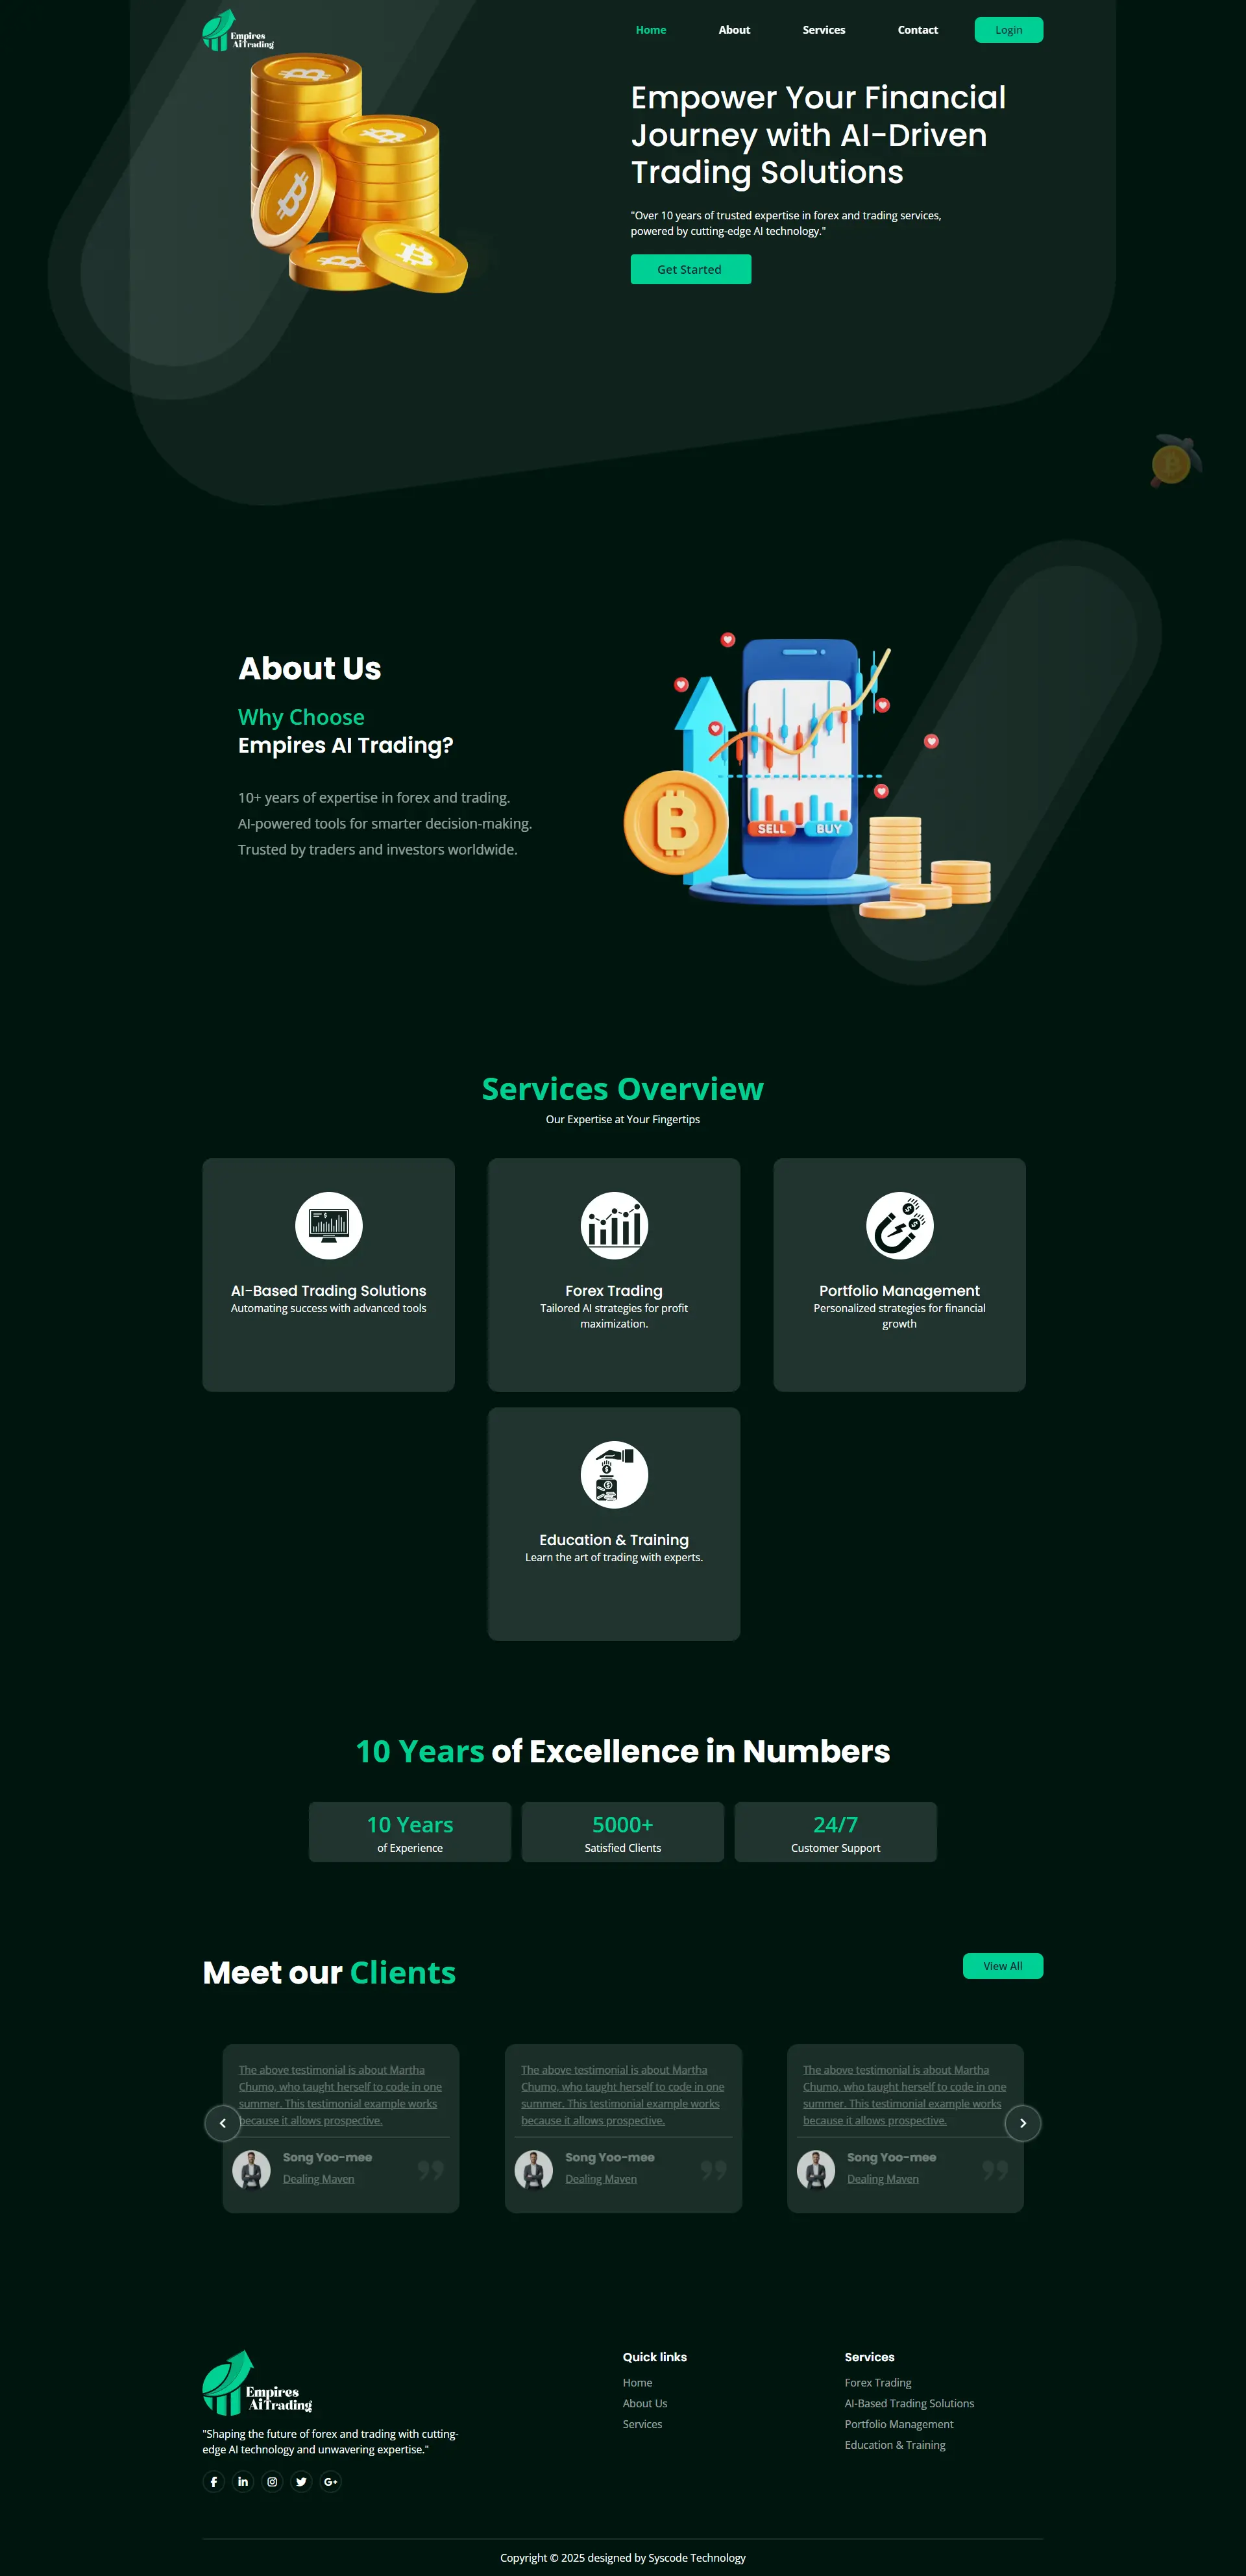 Empires
AiTrading
Home
About
Services
Contact
Login
Empower Your Financial
Journey with AI-Driven
Trading Solutions
"Over 10 years of trusted expertise in forex and trading services,
powered by cutting-edge AI technology."
Get Started
About Us
Why Choose
Empires AI Trading?
10+ years of expertise in forex and trading.
AI-powered tools for smarter decision-making.
Trusted by traders and investors worldwide.
SELL
BUY
Services Overview
Our Expertise at Your Fingertips
AI-Based Trading Solutions
Automating success with advanced tools
Forex Trading
Tailored AI strategies for profit
maximization.
Portfolio Management
Personalized strategies for financial
growth
Education & Training
Learn the art of trading with experts.
10 Years of Excellence in Numbers
10 Years
of Experience
5000+
Satisfied Clients
24/7
Customer Support
Meet our Clients
View All
The above testimonial is about Martha
Chumo, who taught herself to code in one
summer. This testimonial example works
because it allows prospective.
Song Yoo-mee
Dealing Maven
The above testimonial is about Martha
Chumo, who taught herself to code in one
summer. This testimonial example works
because it allows prospective.
Song Yoo-mee
Dealing Maven
The above testimonial is about Martha
Chumo, who taught herself to code in one
summer. This testimonial example works
because it allows prospective.
Song Yoo-mee
Dealing Maven
Empires
AiTrading
"Shaping the future of forex and trading with cutting-
edge AI technology and unwavering expertise."
Quick links
Home
About Us
Services
Services
Forex Trading
AI-Based Trading Solutions
Portfolio Management
Education & Training
Copyright © 2025 designed by Syscode Technology